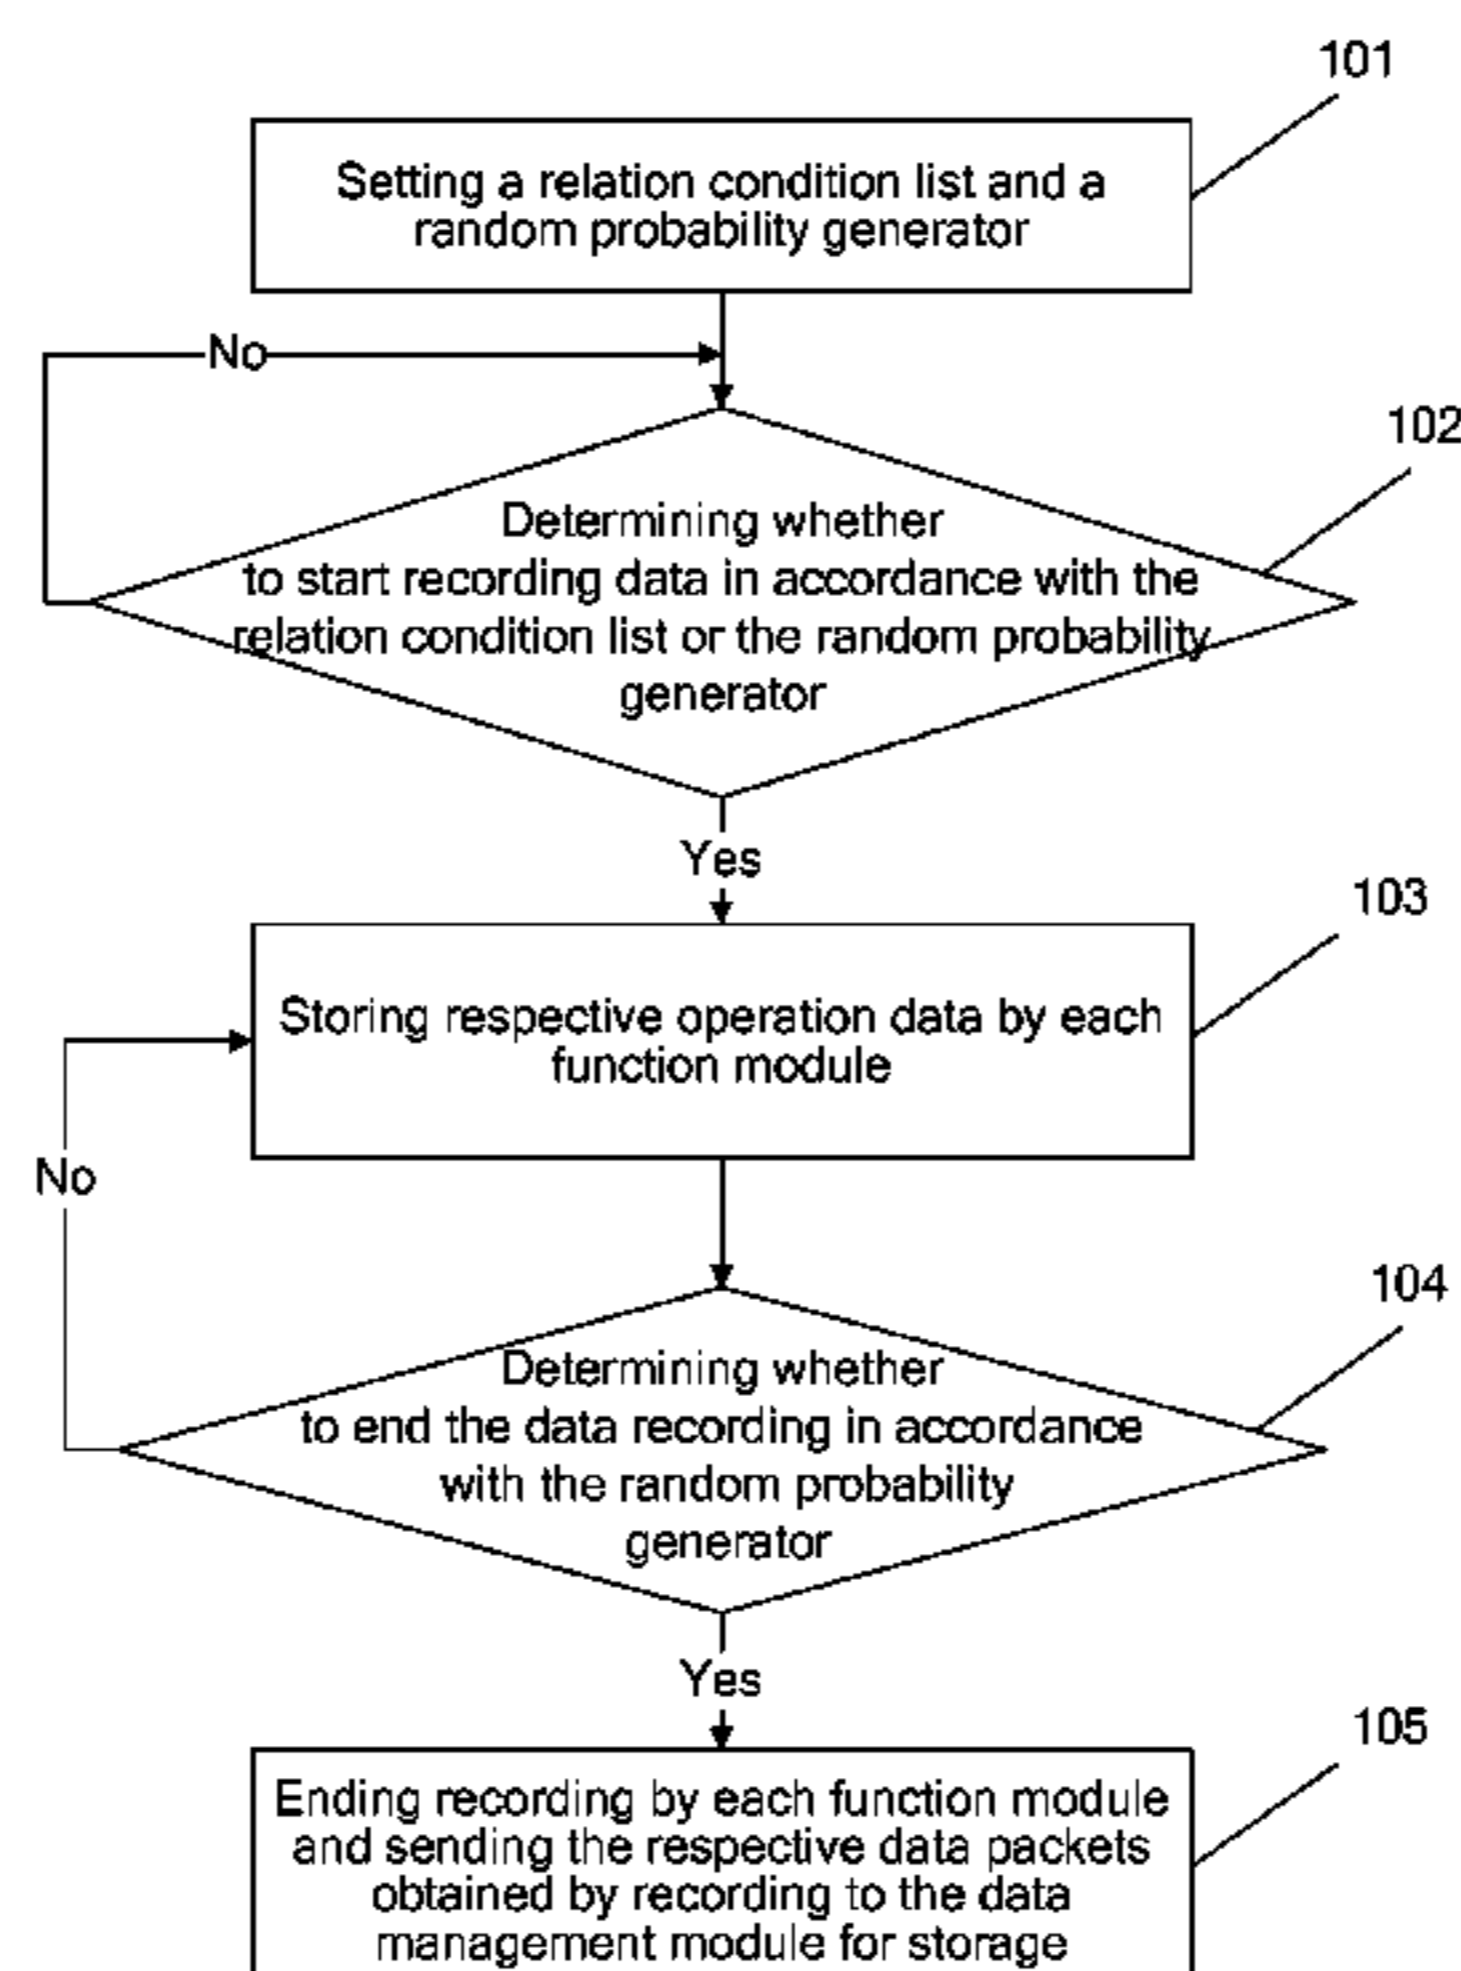 101
Setting a relation condition list and a
random probability generator
No
102
Determining whether
to start recording data in accordance with the
relation condition list or the random probability
generator
Yes
103
Storing respective operation data by each
function module
No
104
Determining whether
to end the data recording in accordance
with the random probability
generator
Yes
105
Ending recording by each function module
and sending the respective data packets
obtained by recording to the data
management module for storage